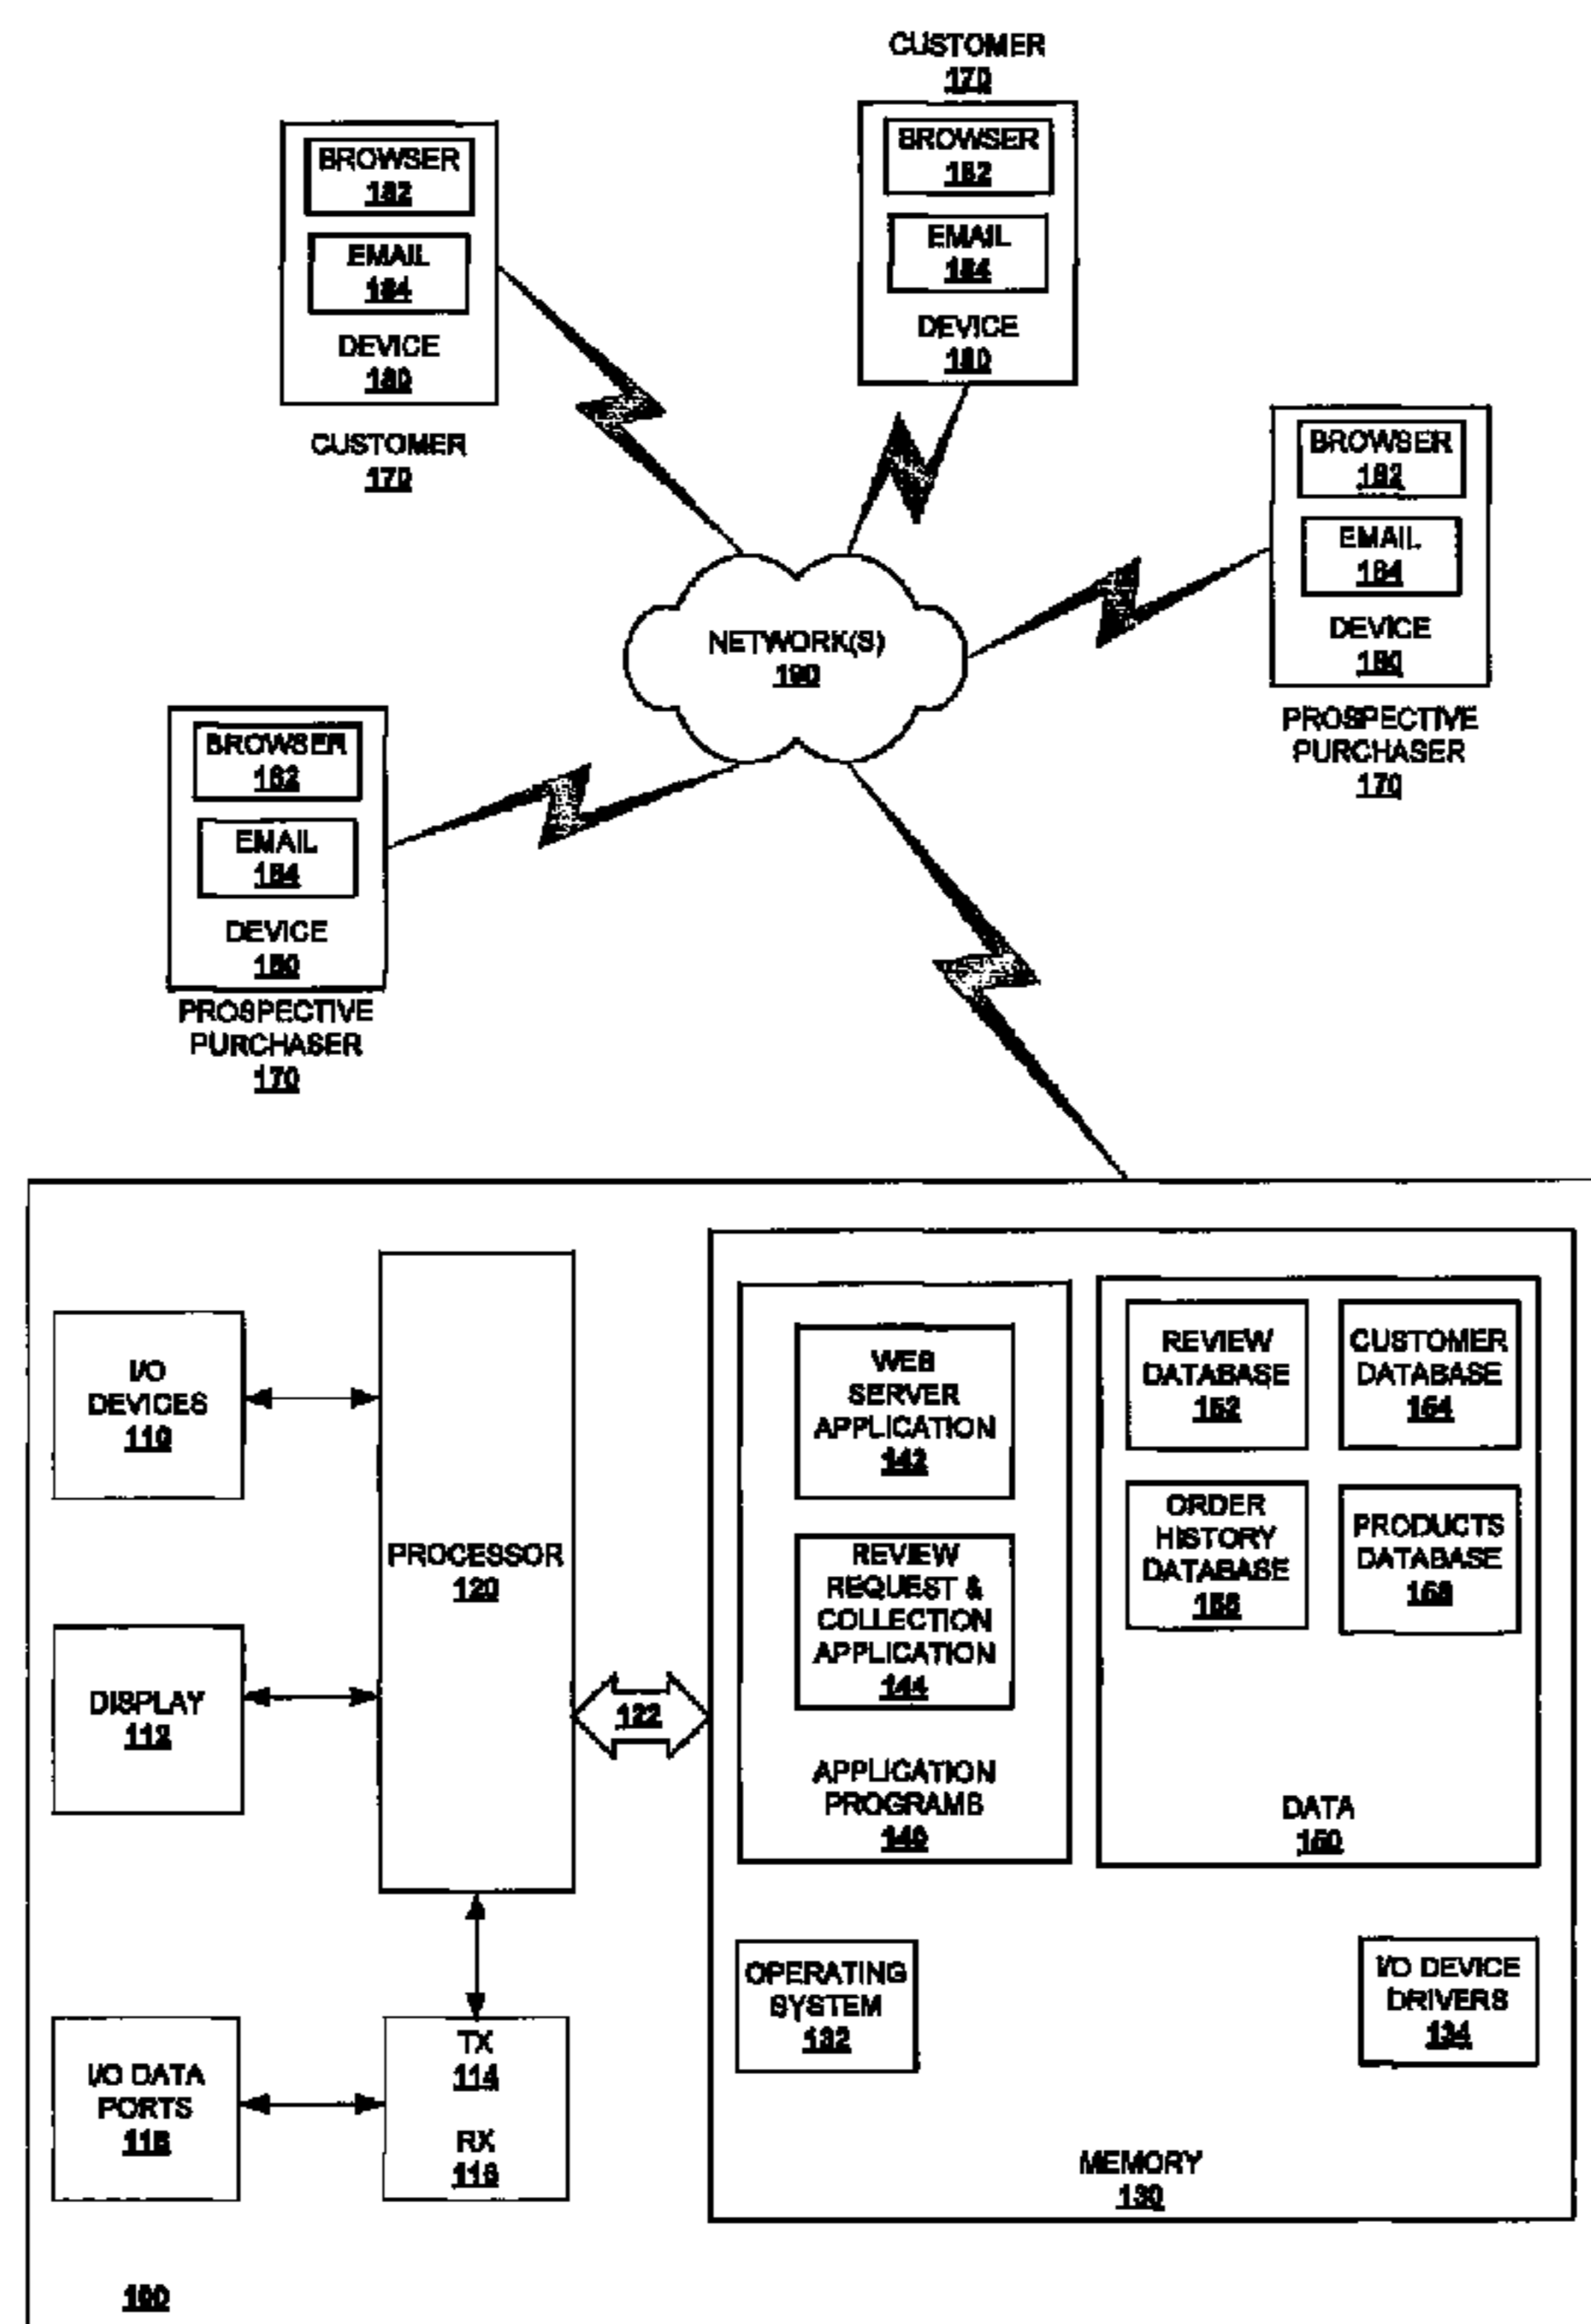 CUSTOMER
170
BROWSER
182
EMAIL
184
DEVICE
180
BROWSER
182
EMAIL
184
DEVICE
180
CUSTOMER
170
BROWSER
182
EMAIL
184
DEVICE
180
PROSPECTIVE
PURCHASER
170
NETWORK(S)
190
BROWSER
182
EMAIL
184
DEVICE
180
PROSPECTIVE
PURCHASER
170
I/O
DEVICES
110
DISPLAY
112
I/O DATA
PORTS
118
PROCESSOR
120
TX
114
RX
116
122
WEB
SERVER
APPLICATION
142
REVIEW
REQUEST &
COLLECTION
APPLICATION
144
APPLICATION
PROGRAMS
140
REVIEW
DATABASE
152
CUSTOMER
DATABASE
154
ORDER
HISTORY
DATABASE
156
PRODUCTS
DATABASE
158
DATA
150
OPERATING
SYSTEM
132
I/O DEVICE
DRIVERS
134
MEMORY
130
100